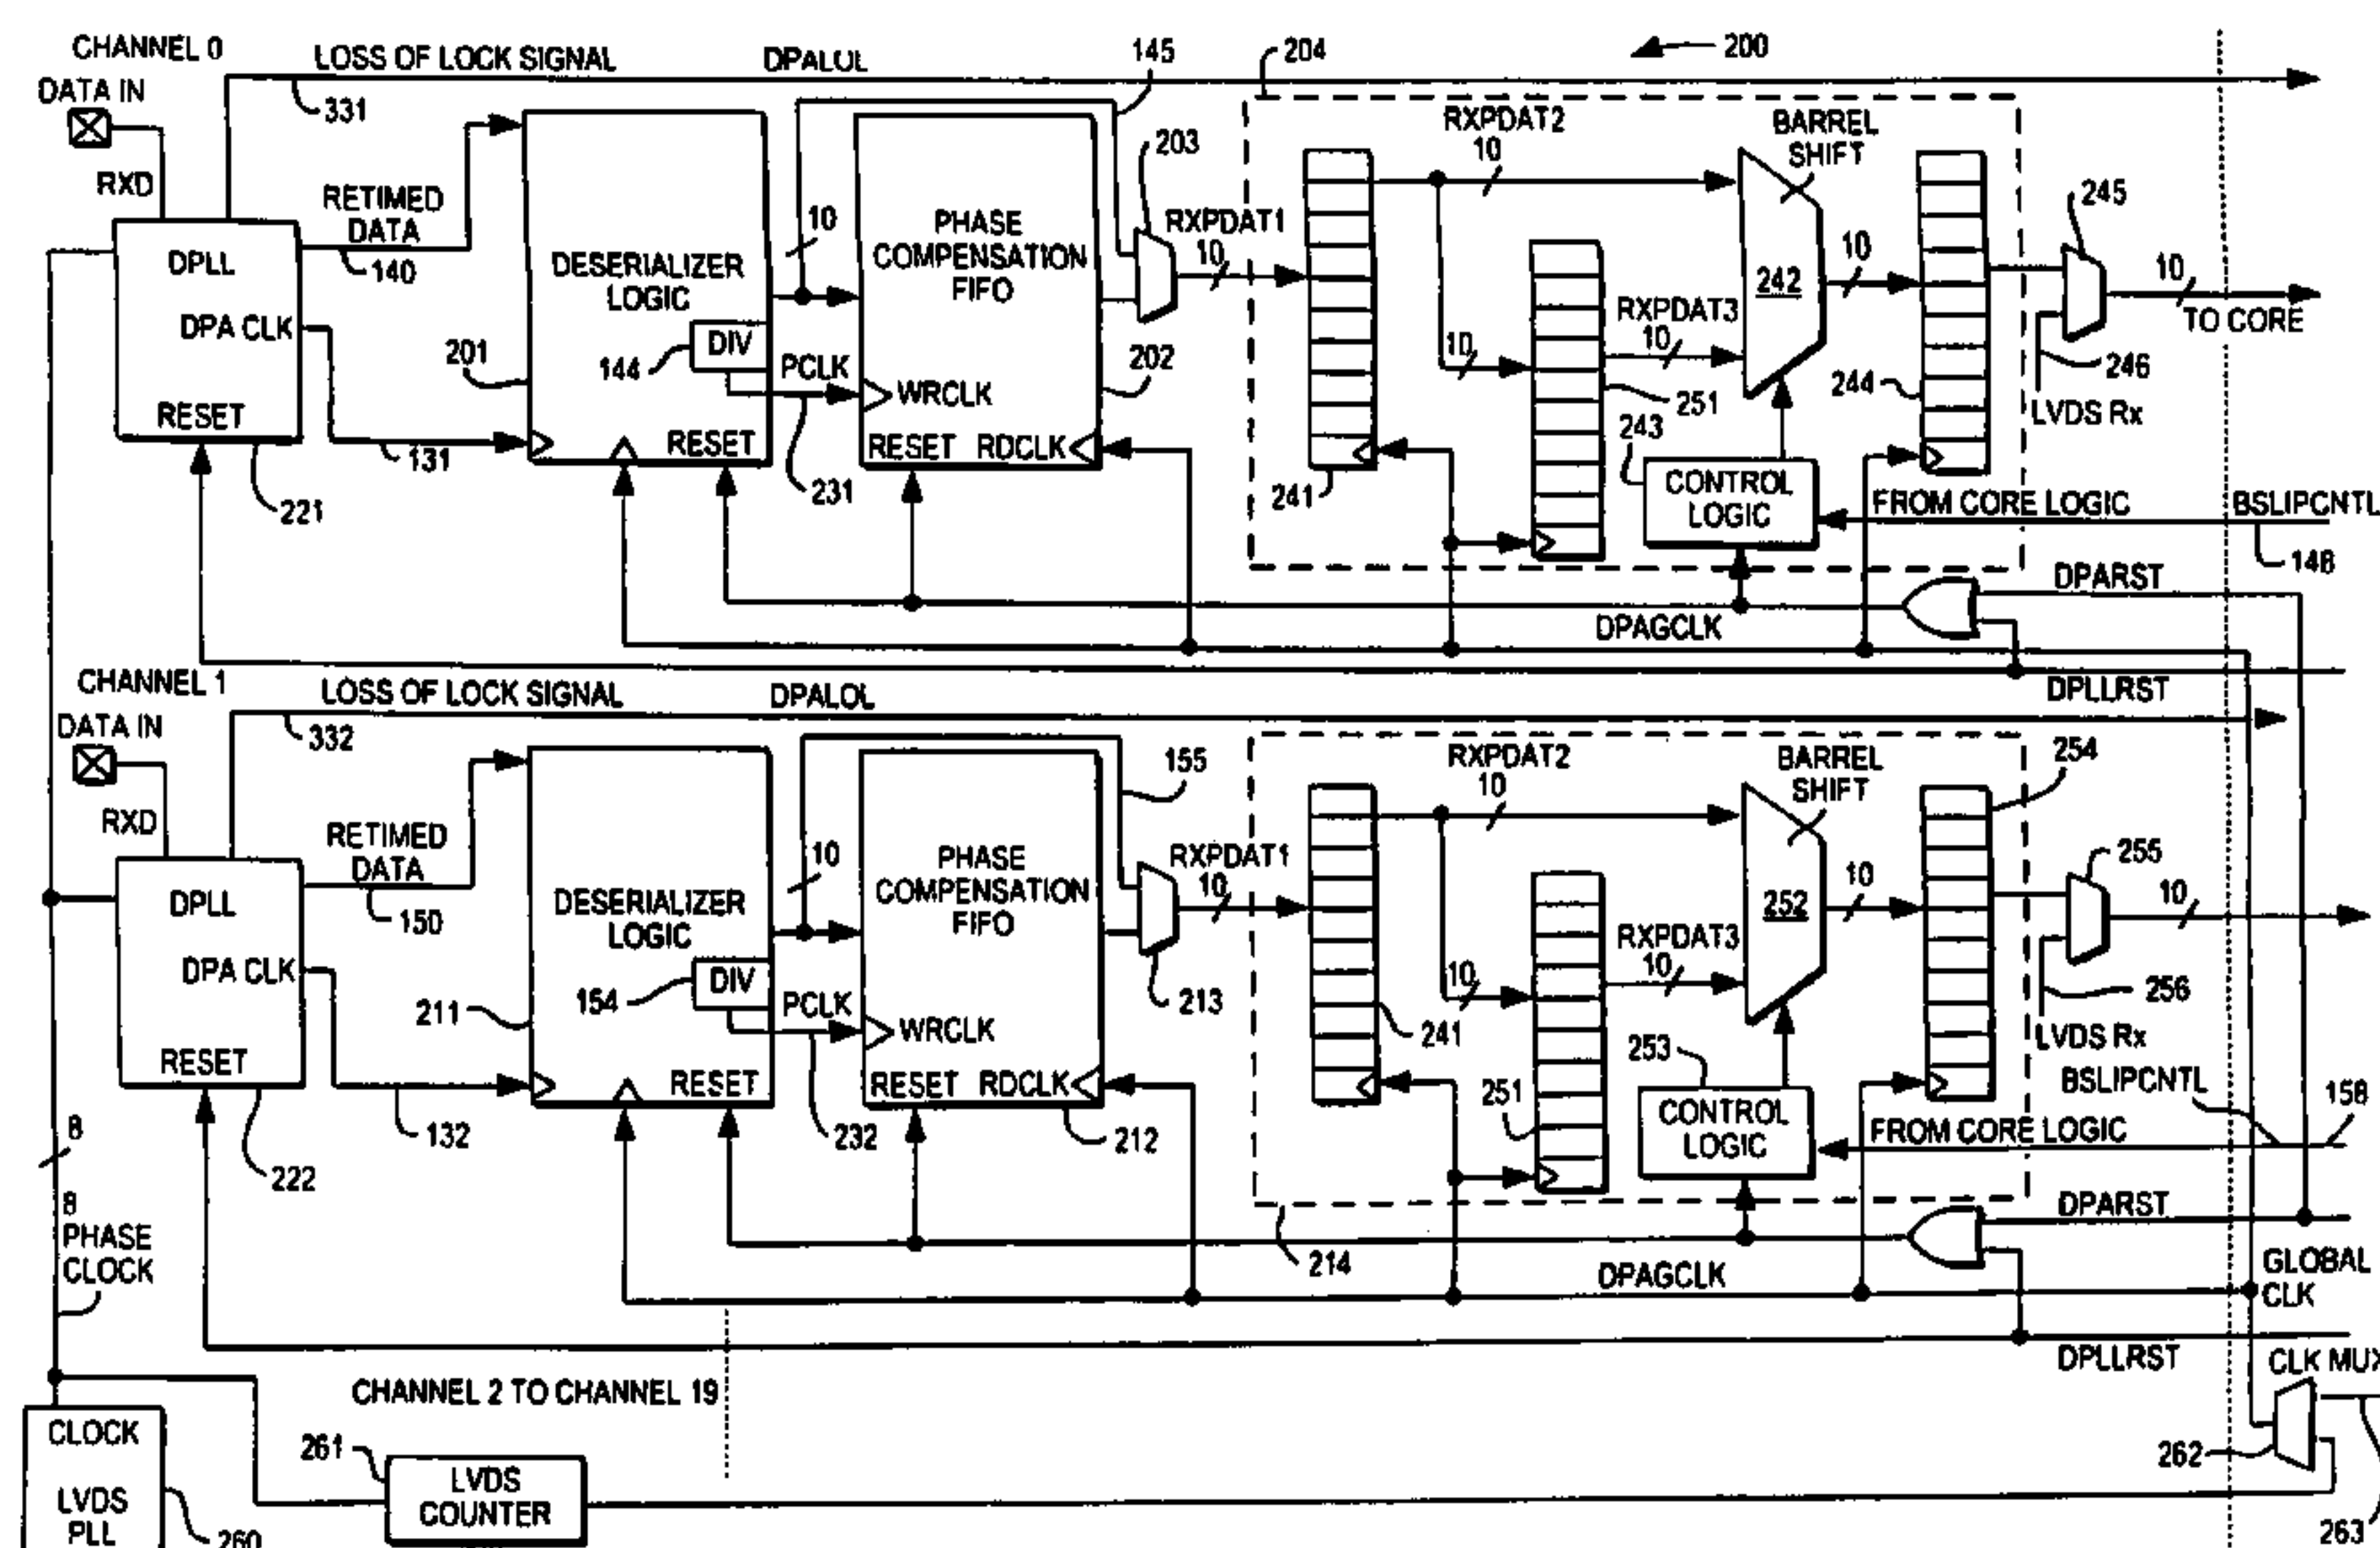 CHANNEL 0
LOSS OF LOCK SIGNAL
DPALOL
145
204
200
DATA IN
331
RXPDAT2
10
BARREL
SHIFT
203
RXD
RETIMED
DATA
140
DPLL
DPA CLK
RESET
221
131
201
DESERIALIZER
LOGIC
144
DIV
PCLK
RESET
231
10
PHASE
COMPENSATION
FIFO
WRCLK
RESET
RDCLK
202
RXPDAT1
10
241
10
RXPDAT3
10
251
242
10
243
CONTROL
LOGIC
244
245
10
TO CORE
246
LVDS Rx
FROM CORE LOGIC
BSLIPCNTL
148
DPARST
DPAGCLK
DPLLRST
CHANNEL 1
LOSS OF LOCK SIGNAL
DPALOL
DATA IN
332
155
RXPDAT2
10
BARREL
SHIFT
254
RXD
RETIMED
DATA
150
DPLL
DPA CLK
RESET
222
132
211
DESERIALIZER
LOGIC
154
DIV
PCLK
RESET
232
10
PHASE
COMPENSATION
FIFO
WRCLK
RESET
RDCLK
212
RXPDAT1
10
213
241
10
RXPDAT3
10
251
252
10
253
CONTROL
LOGIC
255
10
256
LVDS Rx
BSLIPCNTL
158
FROM CORE LOGIC
DPARST
214
DPAGCLK
GLOBAL
CLK
DPLLRST
CLK MUX
8
8
PHASE
CLOCK
CHANNEL 2 TO CHANNEL 19
CLOCK
LVDS
PLL
260
261
LVDS
COUNTER
262
263